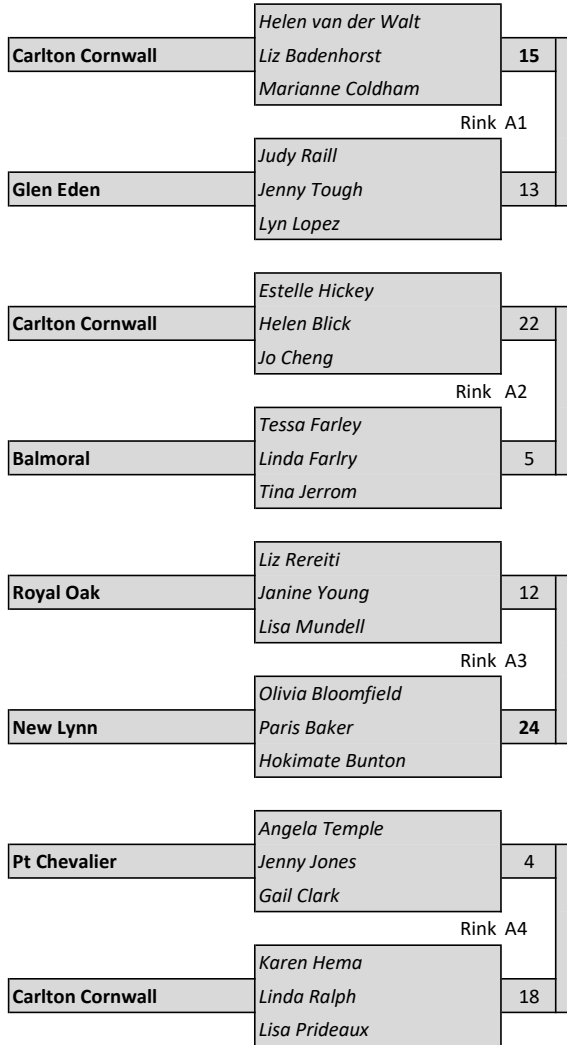 Helen van der Walt
Carlton Cornwall Liz Badenhorst 15
Marianne Coldham
Rink A1
Judy Raill
Glen Eden Jenny Tough 13
Lyn Lopez
Estelle Hickey
Carlton Cornwall Helen Blick 22
Jo Cheng
Rink A2
Tessa Farley
Balmoral Linda Farlry 5
Tina Jerrom
Liz Rereiti
Royal Oak Janine Young 12
Lisa Mundell
Rink A3
Olivia Bloomfield
New Lynn Paris Baker 24
Hokimate Bunton
Angela Temple
Pt Chevalier Jenny Jones 4
Gail Clark
Rink A4
Karen Hema
Carlton Cornwall Linda Ralph 18
Lisa Prideaux